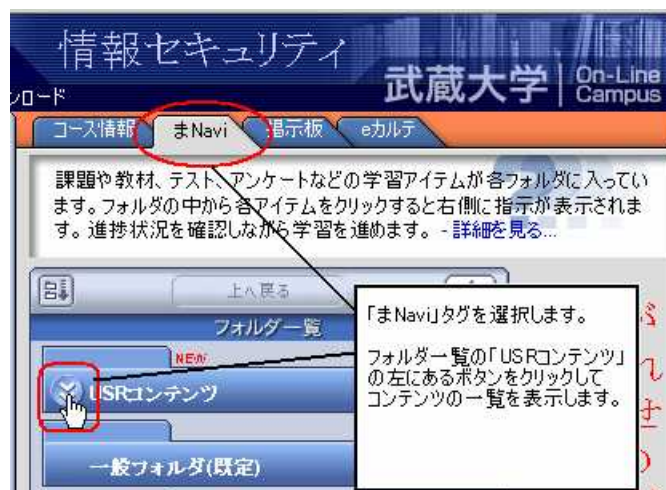 情報セキュリティ
武蔵大学 On-Line Campus
ンロード
コース情報 まNavi 掲示板 eカルテ
課題や教材、テスト、アンケートなどの学習アイテムが各フォルダに入ってい
ます。フォルダの中から各アイテムをクリックすると右側に指示が表示されま
す。進捗状況を確認しながら学習を進めます。 - 詳細を見る...
上へ戻る
フォルダ一覧
NEW
USRコンテンツ
一般フォルダ(既定)
「まNavi」タグを選択します。
フォルダ一覧の「USRコンテンツ」
の左にあるボタンをクリックして
コンテンツの一覧を表示します。